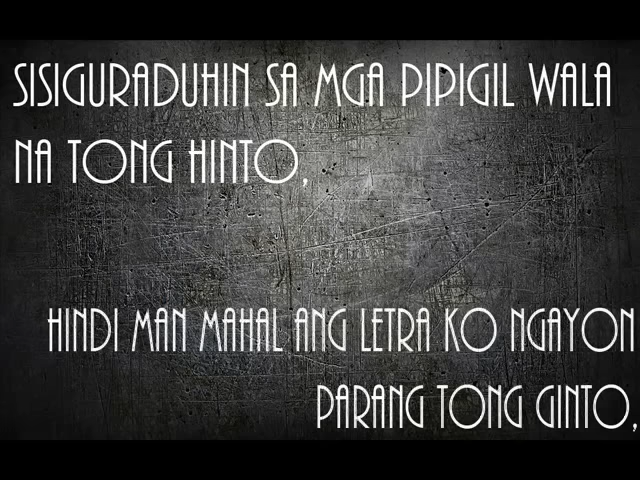 SISIGURADUHIN SA MGA PIPIGIL WALA
NA TONG HINTO,
HINDI MAN MAHAL ANG LETRA KO NGAYON
PARANG TONG GINTO,